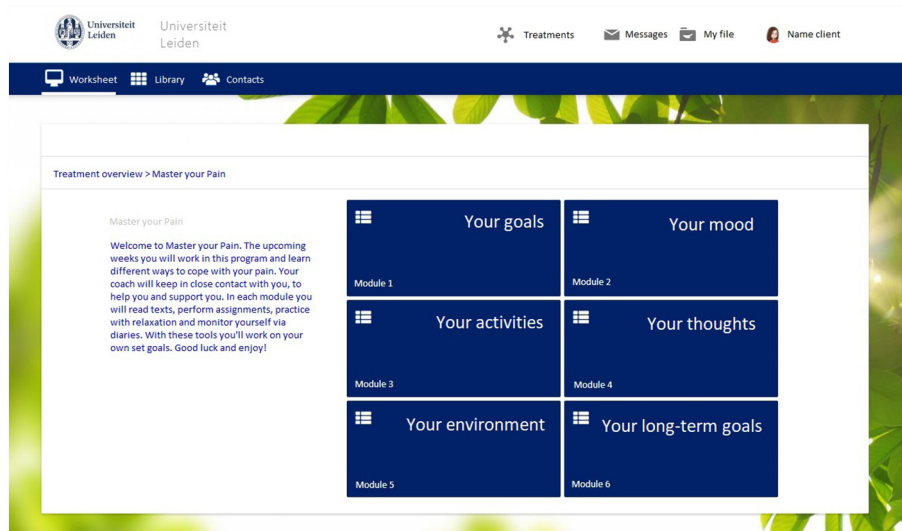 Universiteit
Leiden
Universiteit
Leiden
Treatments
Messages
My file
Name client
Worksheet
Library
Contacts
Treatment overview > Master your Pain
Master your Pain
Welcome to Master your Pain. The upcoming
weeks you will work in this program and learn
different ways to cope with your pain. Your
coach will keep in close contact with you, to
help you and support you. In each module you
will read texts, perform assignments, practice
with relaxation and monitor yourself via
diaries. With these tools you'll work on your
own set goals. Good luck and enjoy!
Your goals
Module 1
Your mood
Module 2
Your activities
Module 3
Your thoughts
Module 4
Your environment
Module 5
Your long-term goals
Module 6